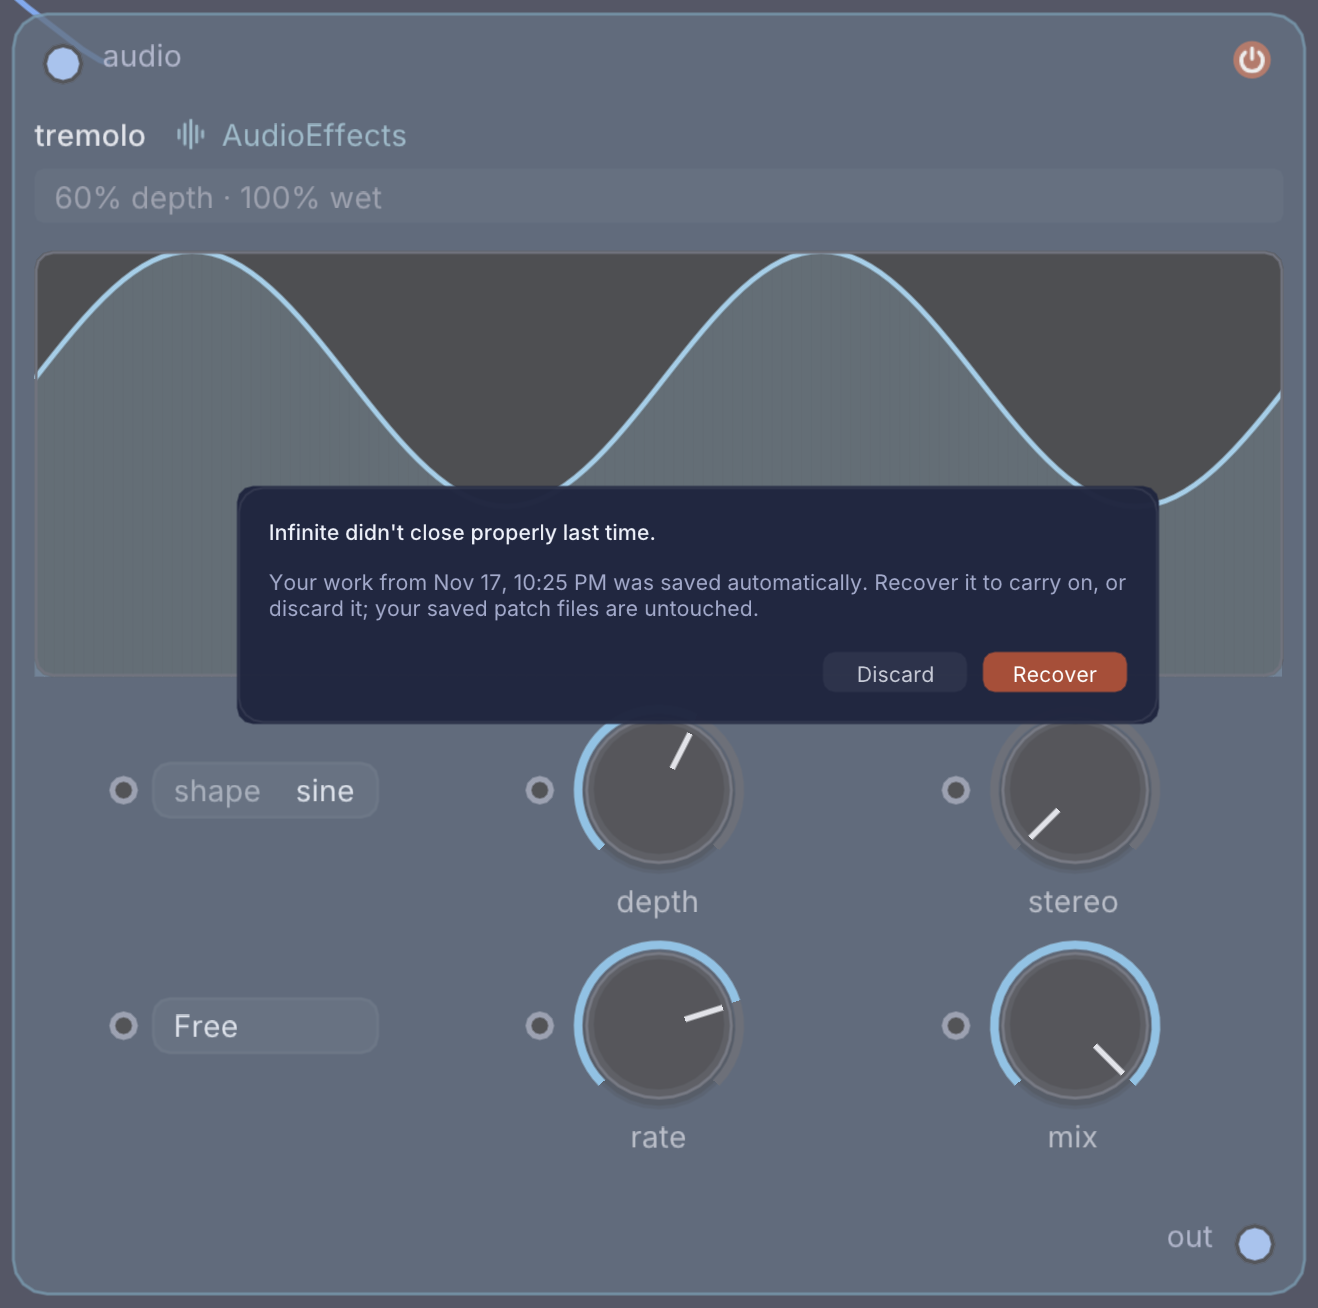 audio
tremolo AudioEffects
60% depth · 100% wet
Infinite didn't close properly last time.
Your work from Nov 17, 10:25 PM was saved automatically. Recover it to carry on, or
discard it; your saved patch files are untouched.
Discard Recover
shape sine
depth
stereo
Free
rate
mix
out